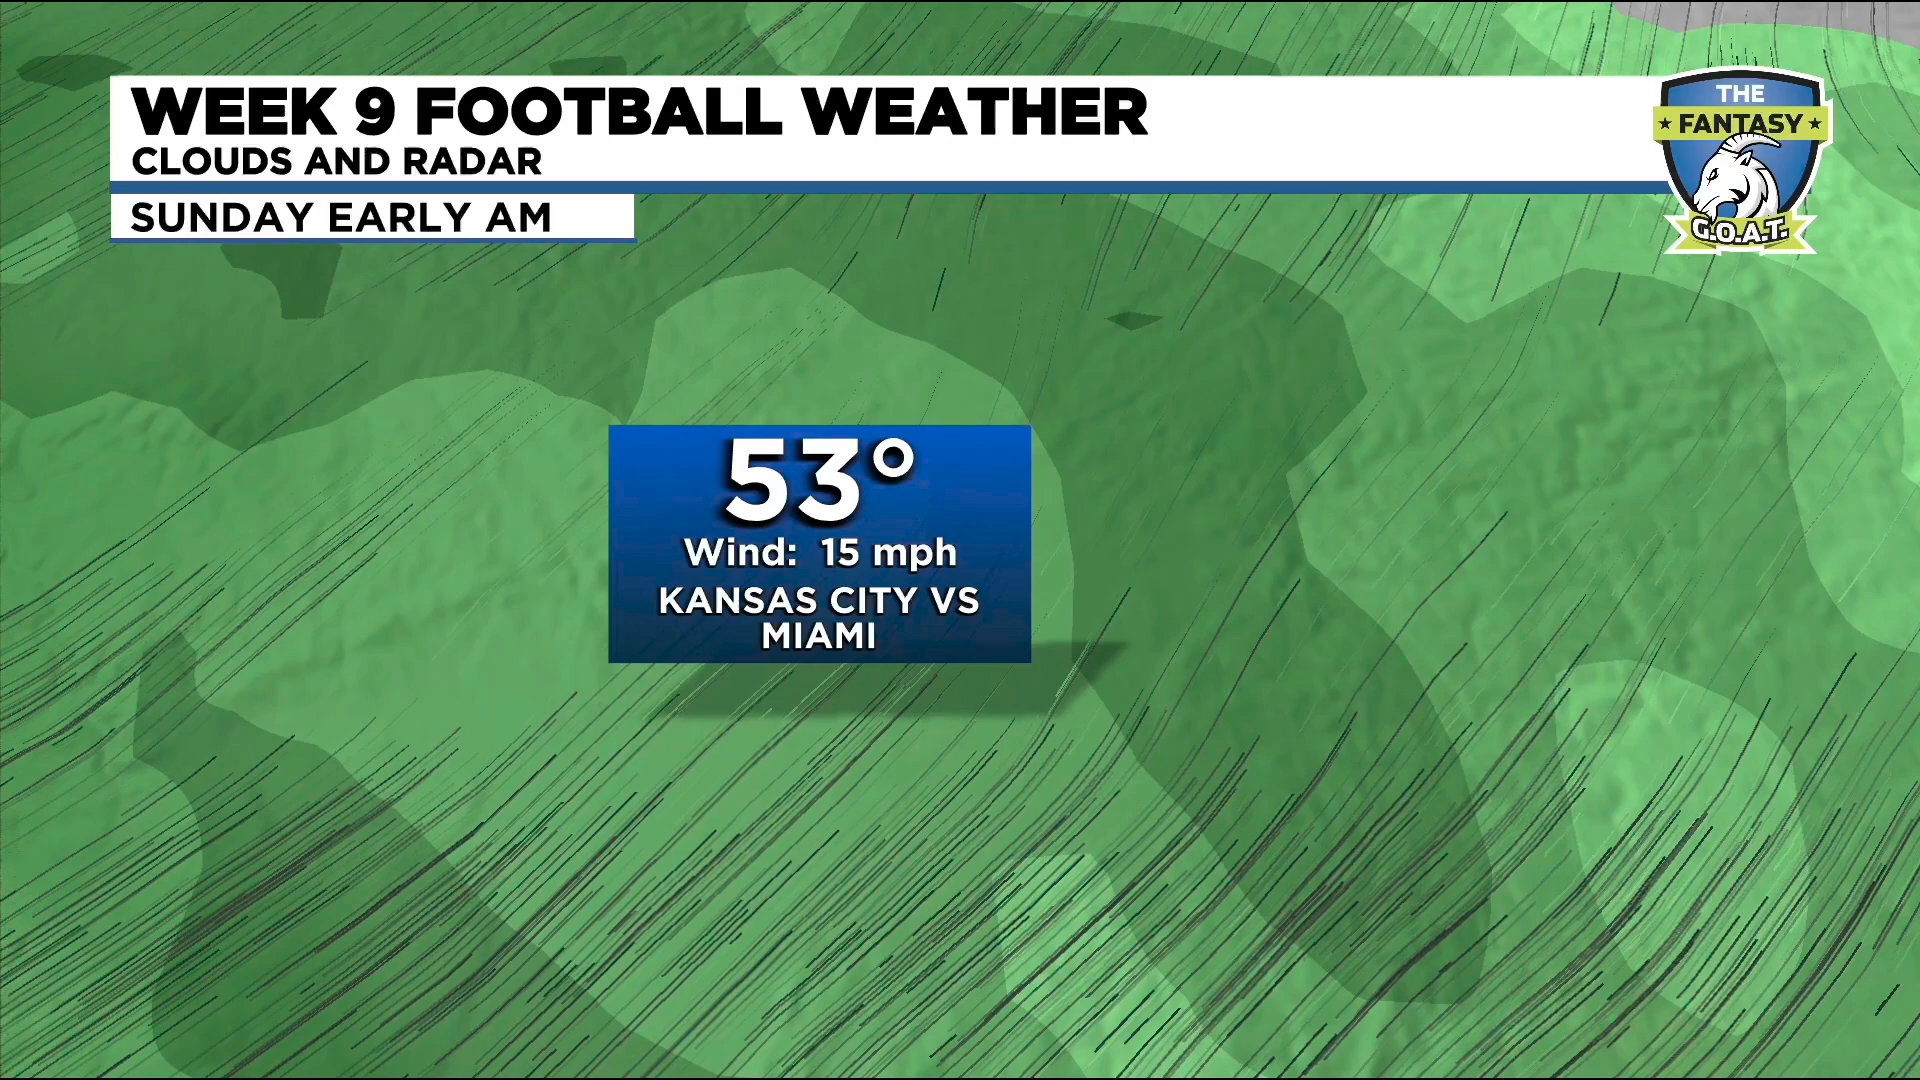 WEEK 9 FOOTBALL WEATHER
CLOUDS AND RADAR
SUNDAY EARLY AM
THE
FANTASY
G.O.A.T.
53°
Wind: 15 mph
KANSAS CITY VS
MIAMI